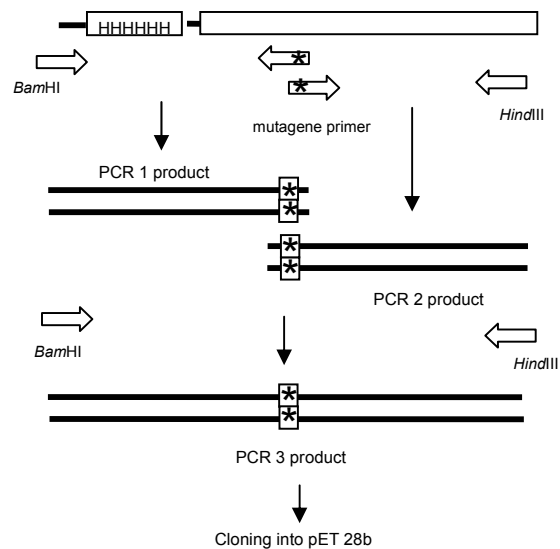 HHHHHH
BamHI
HindIII
mutagene primer
PCR 1 product
PCR 2 product
BamHI
HindIII
PCR 3 product
Cloning into pET 28b